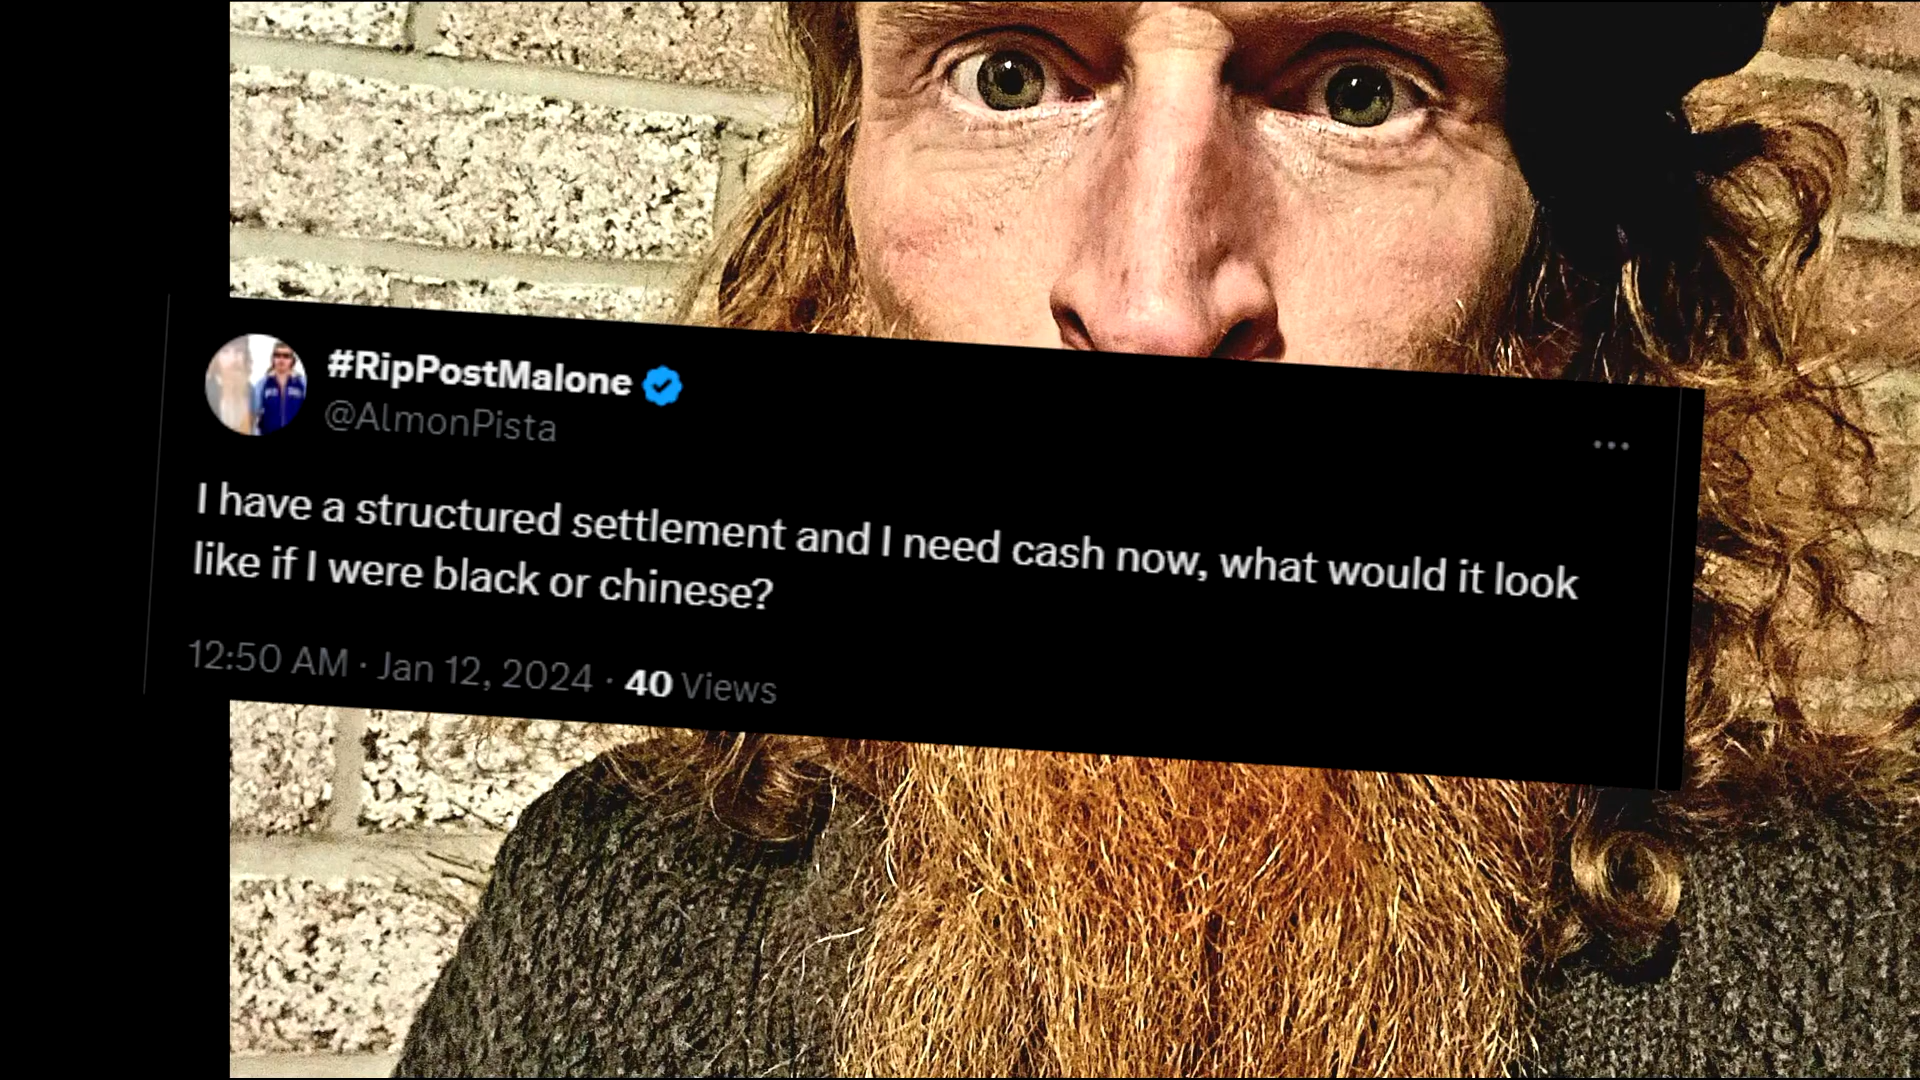 #RipPostMalone
@AlmonPista
I have a structured settlement and I need cash now, what would it look
like if I were black or chinese?
12:50 AM · Jan 12, 2024 · 40 Views